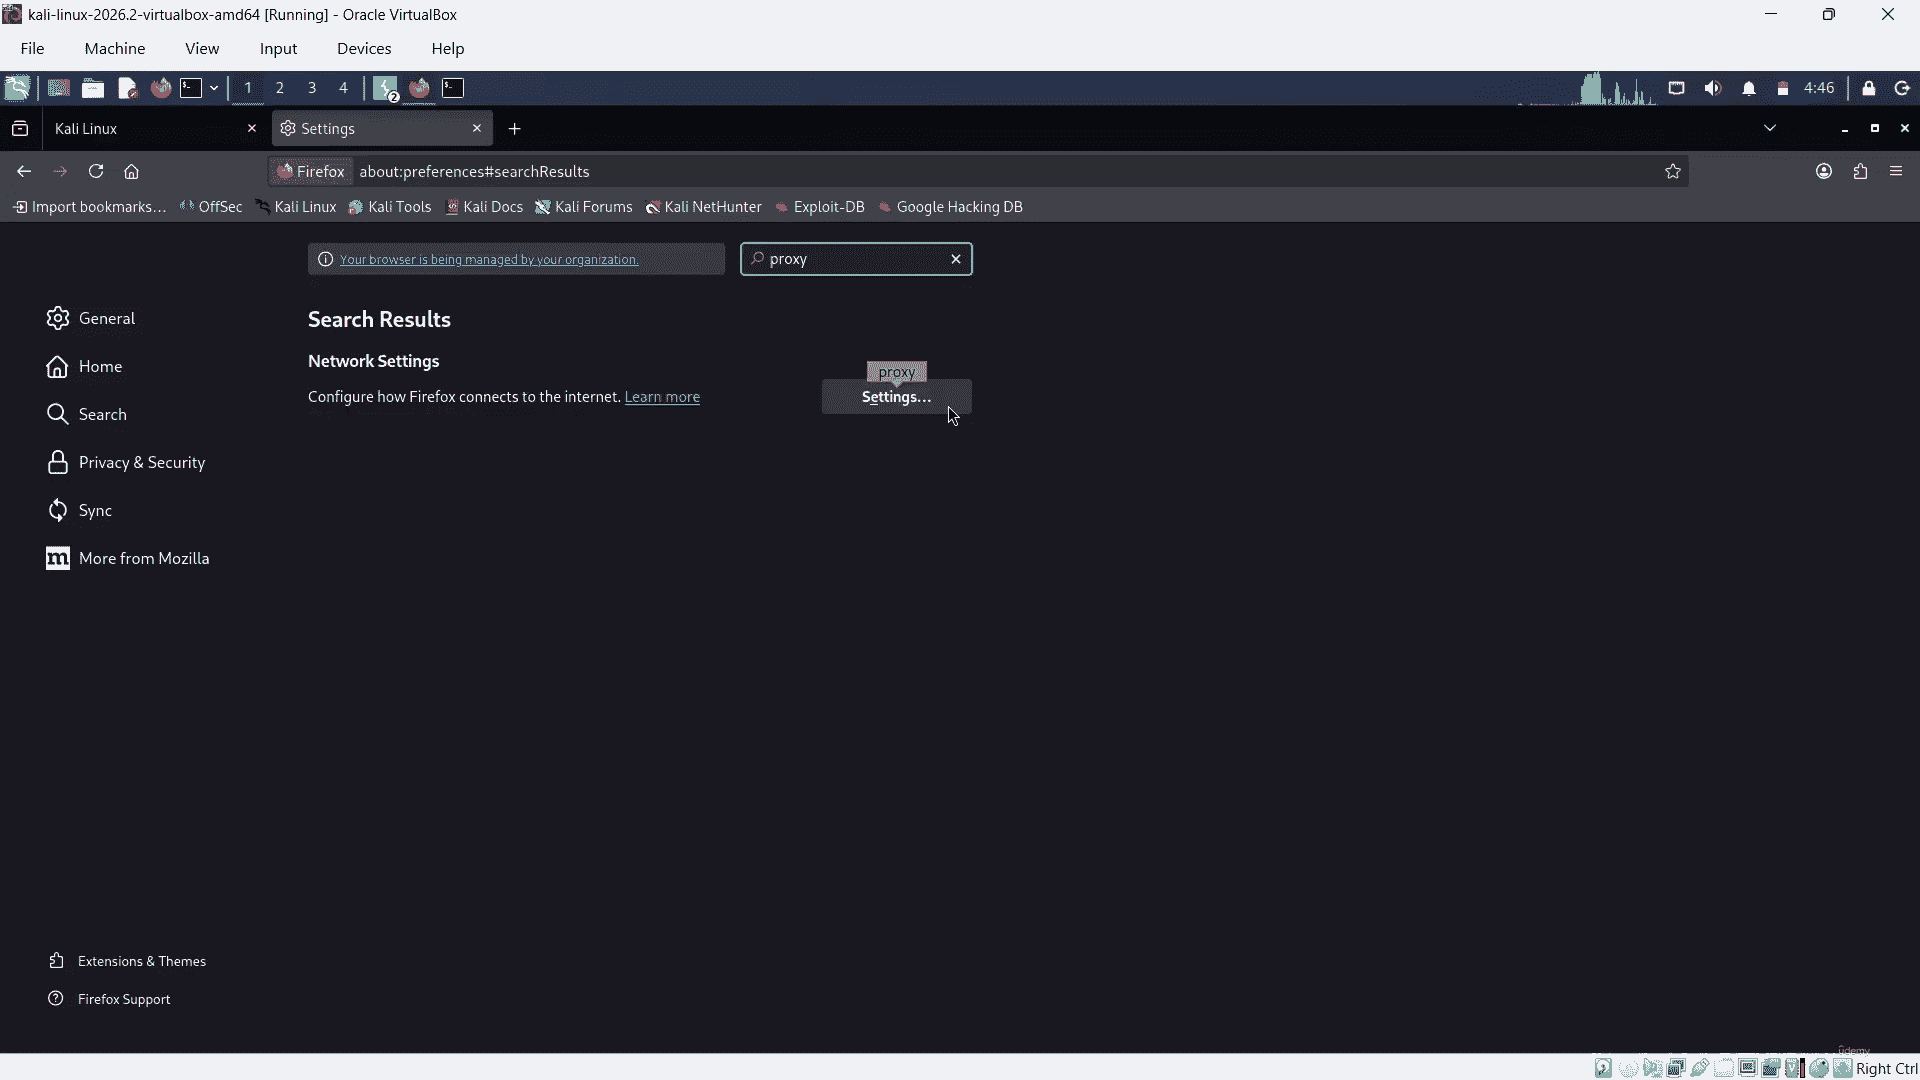 kali-linux-2026.2-virtualbox-amd64 [Running] - Oracle VirtualBox
File Machine View Input Devices Help
1 2 3 4 2 4:46
Kali Linux Settings
Firefox about:preferences#searchResults
Import bookmarks... OffSec Kali Linux Kali Tools Kali Docs Kali Forums Kali NetHunter Exploit-DB Google Hacking DB
Your browser is being managed by your organization. proxy
General
Search Results
Home
Network Settings
proxy
Configure how Firefox connects to the internet. Learn more Settings...
Search
Privacy & Security
Sync
m More from Mozilla
Extensions & Themes
Firefox Support
ûdemy
Right Ctrl